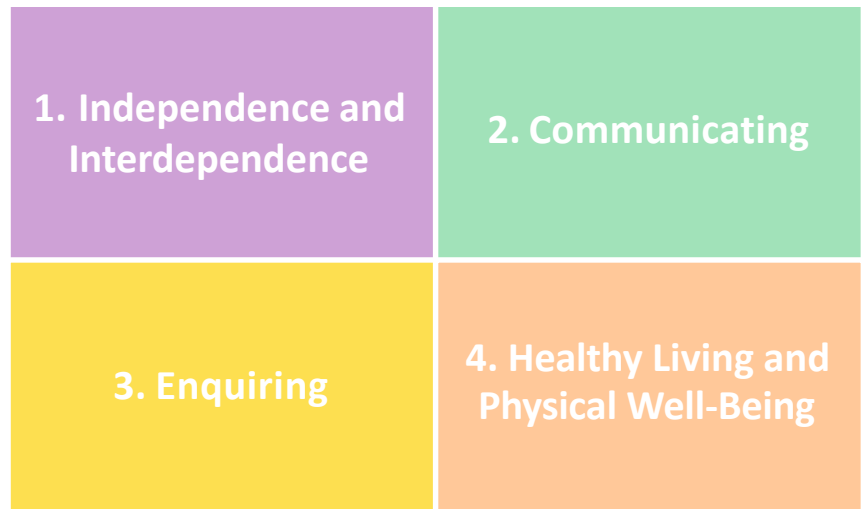 1. Independence and
Interdependence
2. Communicating
3. Enquiring
4. Healthy Living and
Physical Well-Being